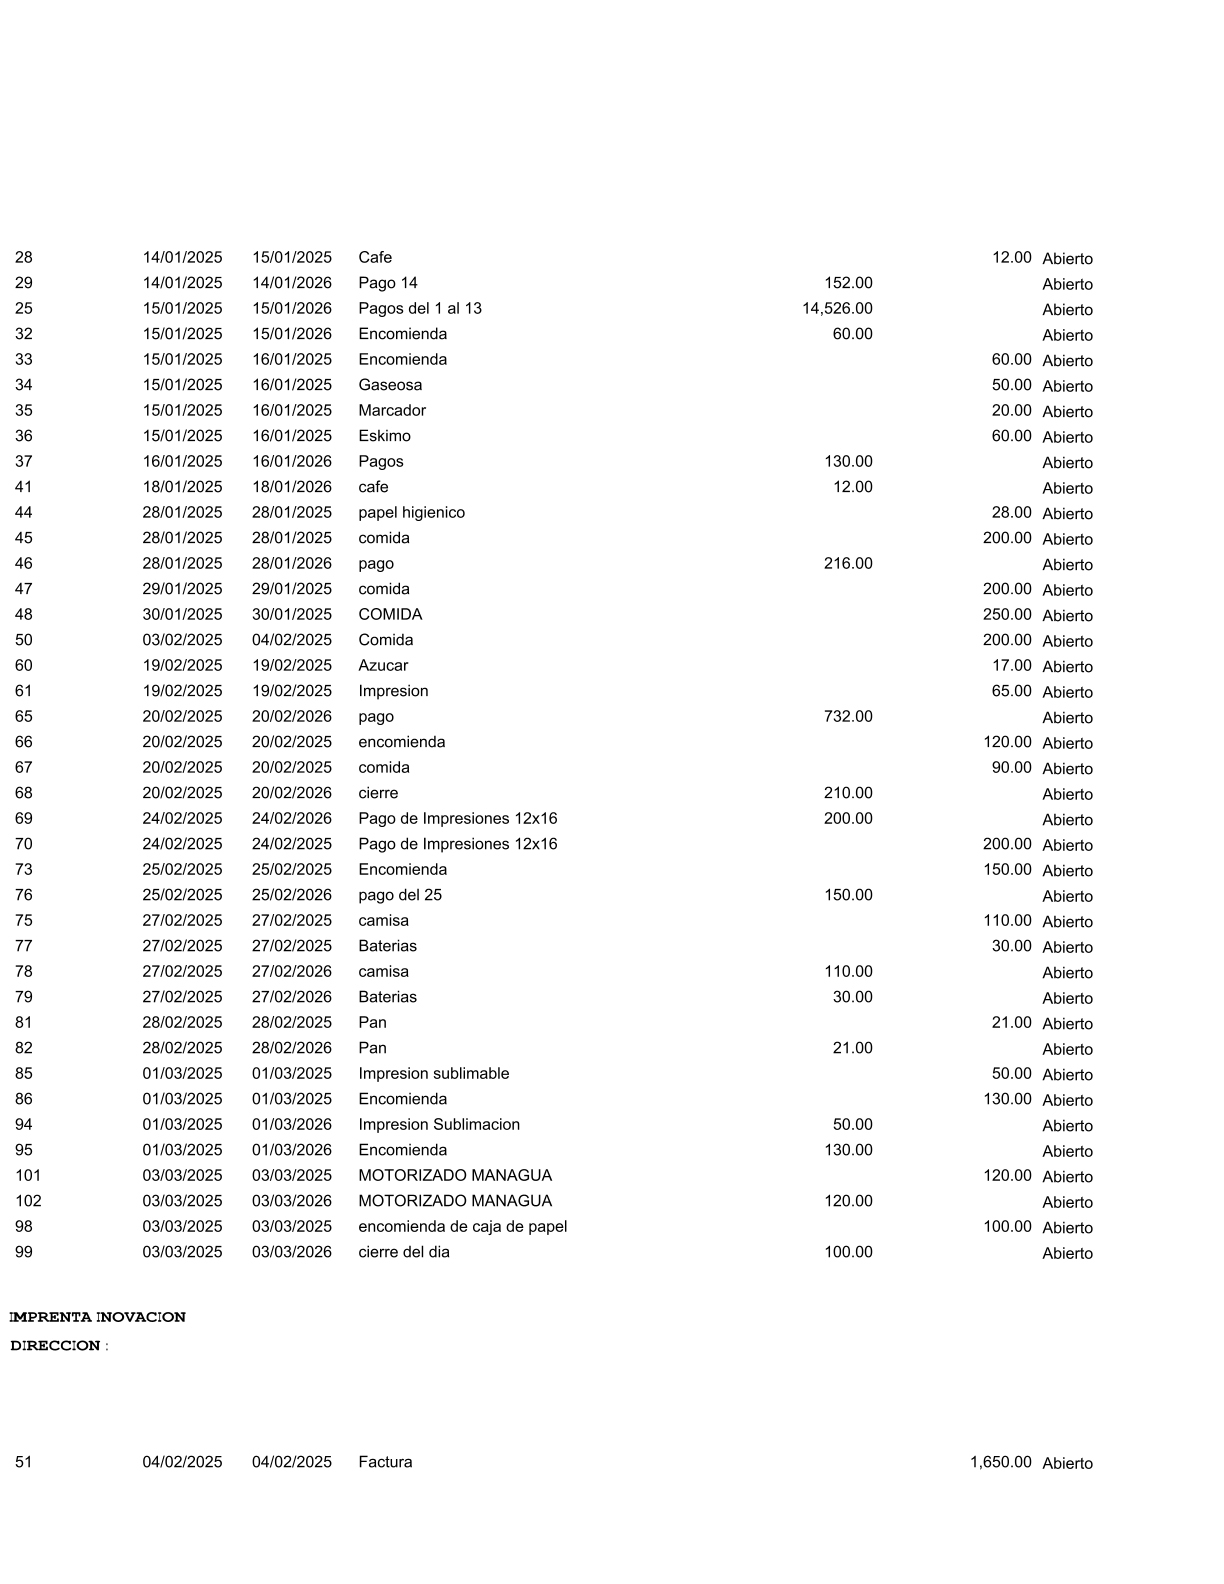 28 14/01/2025 15/01/2025 Cafe 12.00 Abierto
29 14/01/2025 14/01/2026 Pago 14 152.00 Abierto
25 15/01/2025 15/01/2026 Pagos del 1 al 13 14,526.00 Abierto
32 15/01/2025 15/01/2026 Encomienda 60.00 Abierto
33 15/01/2025 16/01/2025 Encomienda 60.00 Abierto
34 15/01/2025 16/01/2025 Gaseosa 50.00 Abierto
35 15/01/2025 16/01/2025 Marcador 20.00 Abierto
36 15/01/2025 16/01/2025 Eskimo 60.00 Abierto
37 16/01/2025 16/01/2026 Pagos 130.00 Abierto
41 18/01/2025 18/01/2026 cafe 12.00 Abierto
44 28/01/2025 28/01/2025 papel higienico 28.00 Abierto
45 28/01/2025 28/01/2025 comida 200.00 Abierto
46 28/01/2025 28/01/2026 pago 216.00 Abierto
47 29/01/2025 29/01/2025 comida 200.00 Abierto
48 30/01/2025 30/01/2025 COMIDA 250.00 Abierto
50 03/02/2025 04/02/2025 Comida 200.00 Abierto
60 19/02/2025 19/02/2025 Azucar 17.00 Abierto
61 19/02/2025 19/02/2025 Impresion 65.00 Abierto
65 20/02/2025 20/02/2026 pago 732.00 Abierto
66 20/02/2025 20/02/2025 encomienda 120.00 Abierto
67 20/02/2025 20/02/2025 comida 90.00 Abierto
68 20/02/2025 20/02/2026 cierre 210.00 Abierto
69 24/02/2025 24/02/2026 Pago de Impresiones 12x16 200.00 Abierto
70 24/02/2025 24/02/2025 Pago de Impresiones 12x16 200.00 Abierto
73 25/02/2025 25/02/2025 Encomienda 150.00 Abierto
76 25/02/2025 25/02/2026 pago del 25 150.00 Abierto
75 27/02/2025 27/02/2025 camisa 110.00 Abierto
77 27/02/2025 27/02/2025 Baterias 30.00 Abierto
78 27/02/2025 27/02/2026 camisa 110.00 Abierto
79 27/02/2025 27/02/2026 Baterias 30.00 Abierto
81 28/02/2025 28/02/2025 Pan 21.00 Abierto
82 28/02/2025 28/02/2026 Pan 21.00 Abierto
85 01/03/2025 01/03/2025 Impresion sublimable 50.00 Abierto
86 01/03/2025 01/03/2025 Encomienda 130.00 Abierto
94 01/03/2025 01/03/2026 Impresion Sublimacion 50.00 Abierto
95 01/03/2025 01/03/2026 Encomienda 130.00 Abierto
101 03/03/2025 03/03/2025 MOTORIZADO MANAGUA 120.00 Abierto
102 03/03/2025 03/03/2026 MOTORIZADO MANAGUA 120.00 Abierto
98 03/03/2025 03/03/2025 encomienda de caja de papel 100.00 Abierto
99 03/03/2025 03/03/2026 cierre del dia 100.00 Abierto
IMPRENTA INOVACION
DIRECCION :
51 04/02/2025 04/02/2025 Factura 1,650.00 Abierto